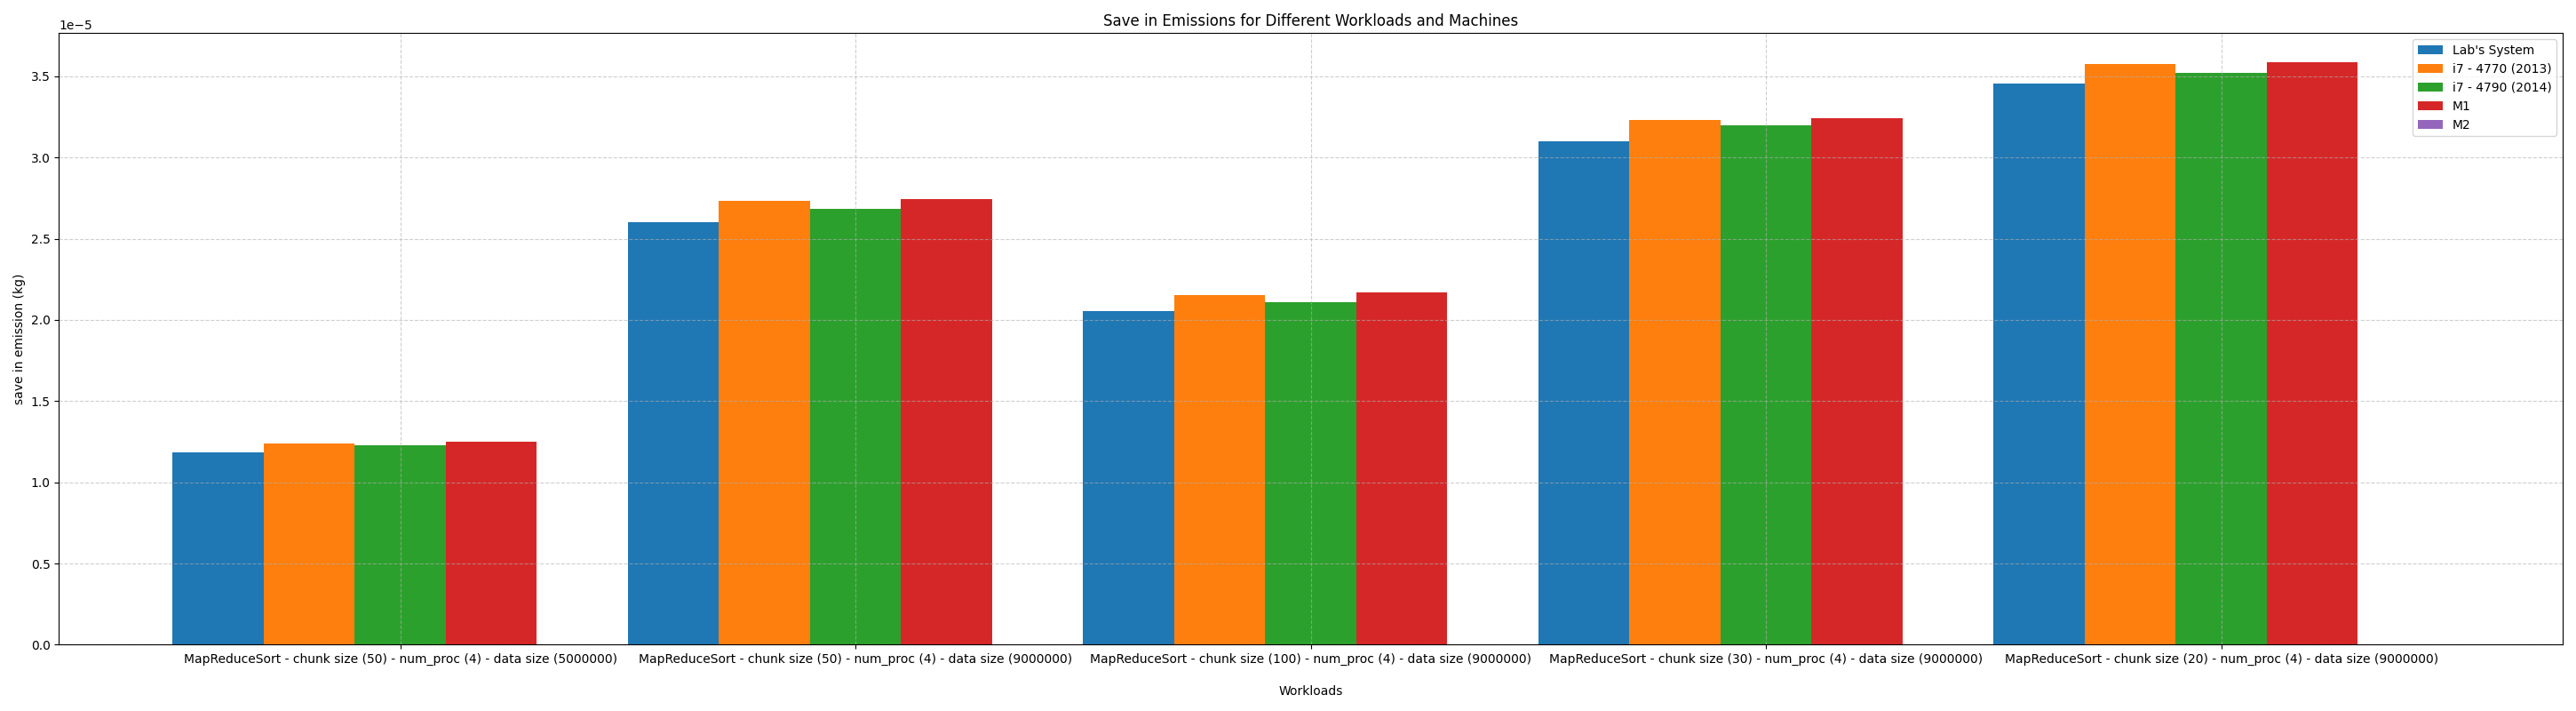 Save in Emissions for Different Workloads and Machines
1e−5
3.5
3.0
2.5
2.0
1.5
1.0
0.5
0.0
save in emission (kg)
Lab's System
i7 - 4770 (2013)
i7 - 4790 (2014)
M1
M2
MapReduceSort - chunk size (50) - num_proc (4) - data size (5000000)
MapReduceSort - chunk size (50) - num_proc (4) - data size (9000000)
MapReduceSort - chunk size (100) - num_proc (4) - data size (9000000)
MapReduceSort - chunk size (30) - num_proc (4) - data size (9000000)
MapReduceSort - chunk size (20) - num_proc (4) - data size (9000000)
Workloads